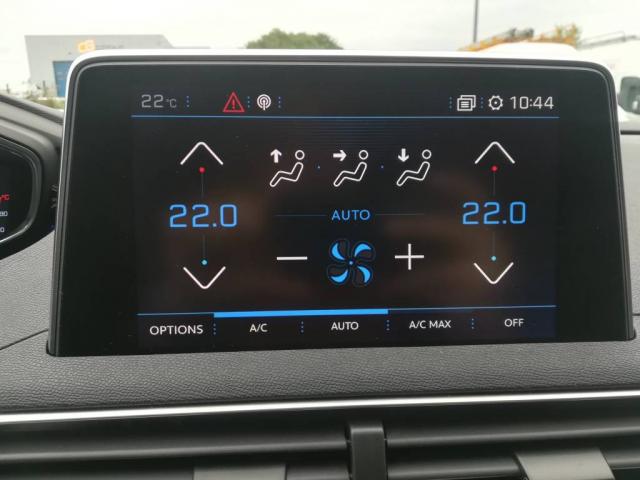 22°C 10:44
22.0 AUTO 22.0
OPTIONS A/C AUTO A/C MAX OFF